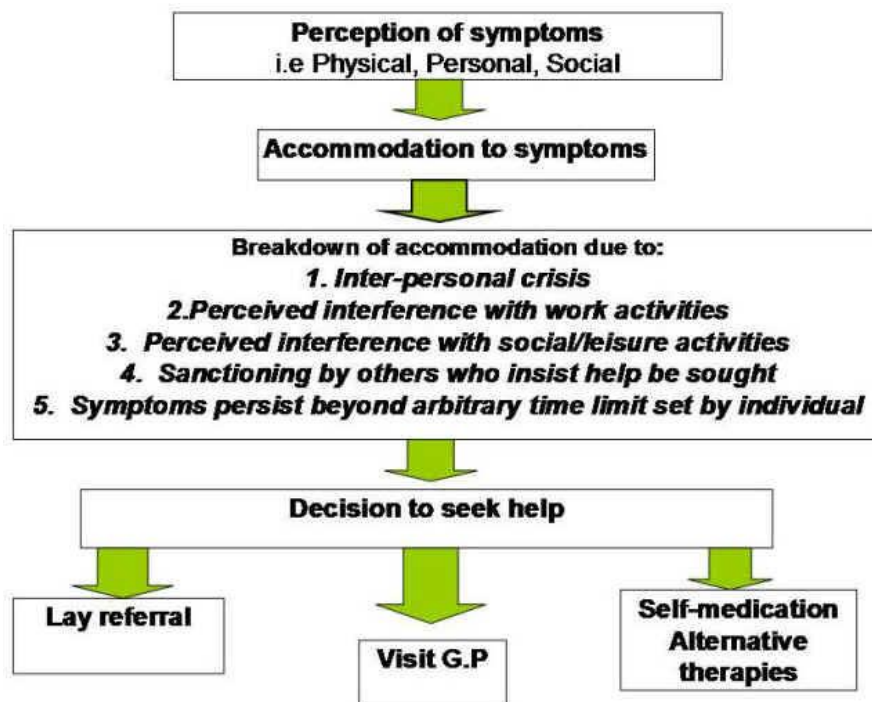 Perception of symptoms
i.e Physical, Personal, Social
Accommodation to symptoms
Breakdown of accommodation due to:
1. Inter-personal crisis
2.Perceived interference with work activities
3. Perceived interference with social/leisure activities
4. Sanctioning by others who insist help be sought
5. Symptoms persist beyond arbitrary time limit set by individual
Decision to seek help
Lay referral
Visit G.P
Self-medication
Alternative
therapies